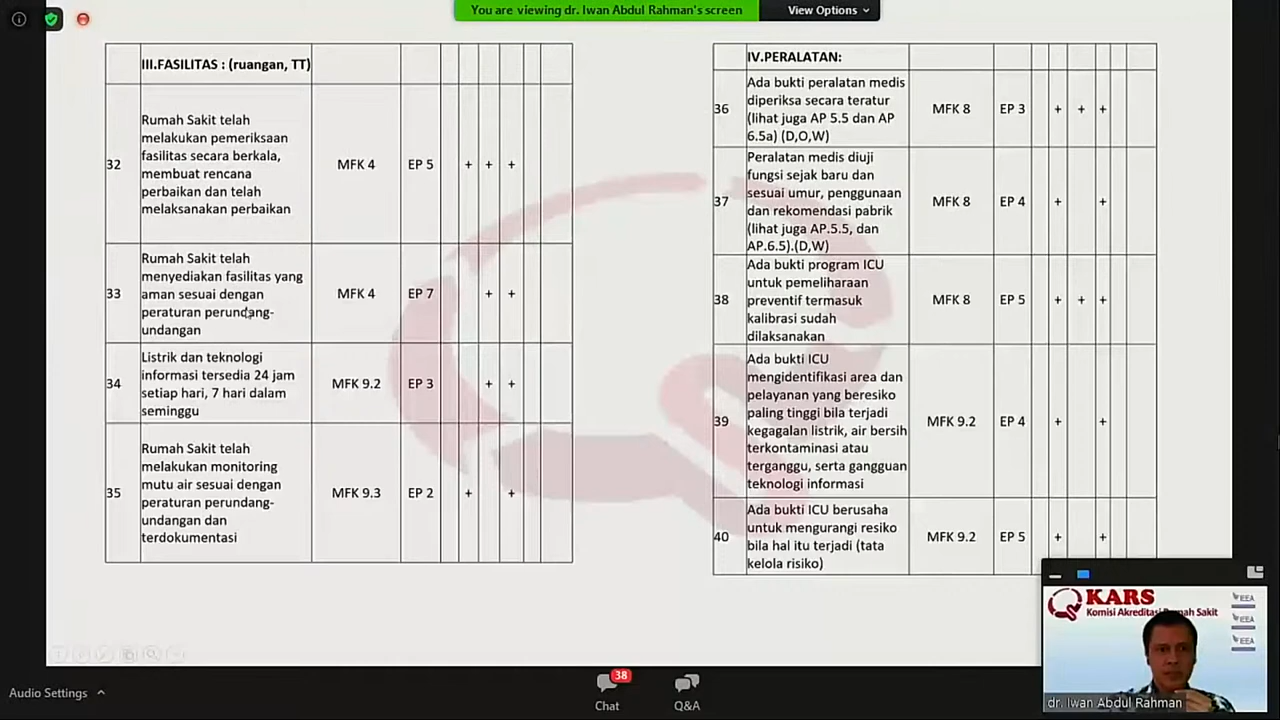 You are viewing dr. Iwan Abdul Rahman's screen
View Options
III.FASILITAS : (ruangan, TT)
32
Rumah Sakit telah
melakukan pemeriksaan
fasilitas secara berkala,
membuat rencana
perbaikan dan telah
melaksanakan perbaikan
MFK 4
EP 5
+ + +
33
Rumah Sakit telah
menyediakan fasilitas yang
aman sesuai dengan
peraturan perundang-
undangan
MFK 4
EP 7
+ +
34
Listrik dan teknologi
informasi tersedia 24 jam
setiap hari, 7 hari dalam
seminggu
MFK 9.2
EP 3
+ +
35
Rumah Sakit telah
melakukan monitoring
mutu air sesuai dengan
peraturan perundang-
undangan dan
terdokumentasi
MFK 9.3
EP 2
+ +
IV.PERALATAN:
36
Ada bukti peralatan medis
diperiksa secara teratur
(lihat juga AP 5.5 dan AP
6.5a) (D,O,W)
MFK 8
EP 3
+ + +
37
Peralatan medis diuji
fungsi sejak baru dan
sesuai umur, penggunaan
dan rekomendasi pabrik
(lihat juga AP.5.5, dan
AP.6.5).(D,W)
MFK 8
EP 4
+ +
38
Ada bukti program ICU
untuk pemeliharaan
preventif termasuk
kalibrasi sudah
dilaksanakan
MFK 8
EP 5
+ + +
39
Ada bukti ICU
mengidentifikasi area dan
pelayanan yang beresiko
paling tinggi bila terjadi
kegagalan listrik, air bersih
terkontaminasi atau
terganggu, serta gangguan
teknologi informasi
MFK 9.2
EP 4
+ +
40
Ada bukti ICU berusaha
untuk mengurangi resiko
bila hal itu terjadi (tata
kelola risiko)
MFK 9.2
EP 5
+ +
KARS
Komisi Akreditasi Rumah Sakit
IEEA
IEEA
IEEA
dr. Iwan Abdul Rahman
Audio Settings
38
Chat
Q&A